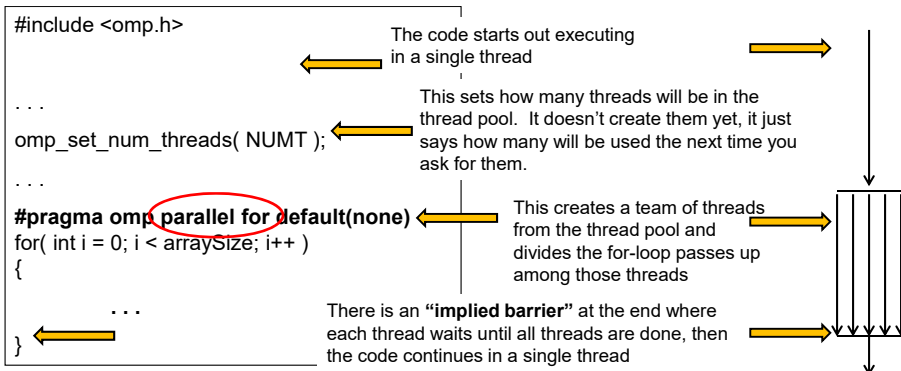 #include <omp.h>
The code starts out executing
in a single thread
. . .
This sets how many threads will be in the
thread pool.  It doesn’t create them yet, it just
says how many will be used the next time you
ask for them.
omp_set_num_threads( NUMT );
. . .
#pragma omp parallel for default(none)
for( int i = 0; i < arraySize; i++ )
{
This creates a team of threads
from the thread pool and
divides the for-loop passes up
among those threads
. . .
}
There is an “implied barrier” at the end where
each thread waits until all threads are done, then
the code continues in a single thread